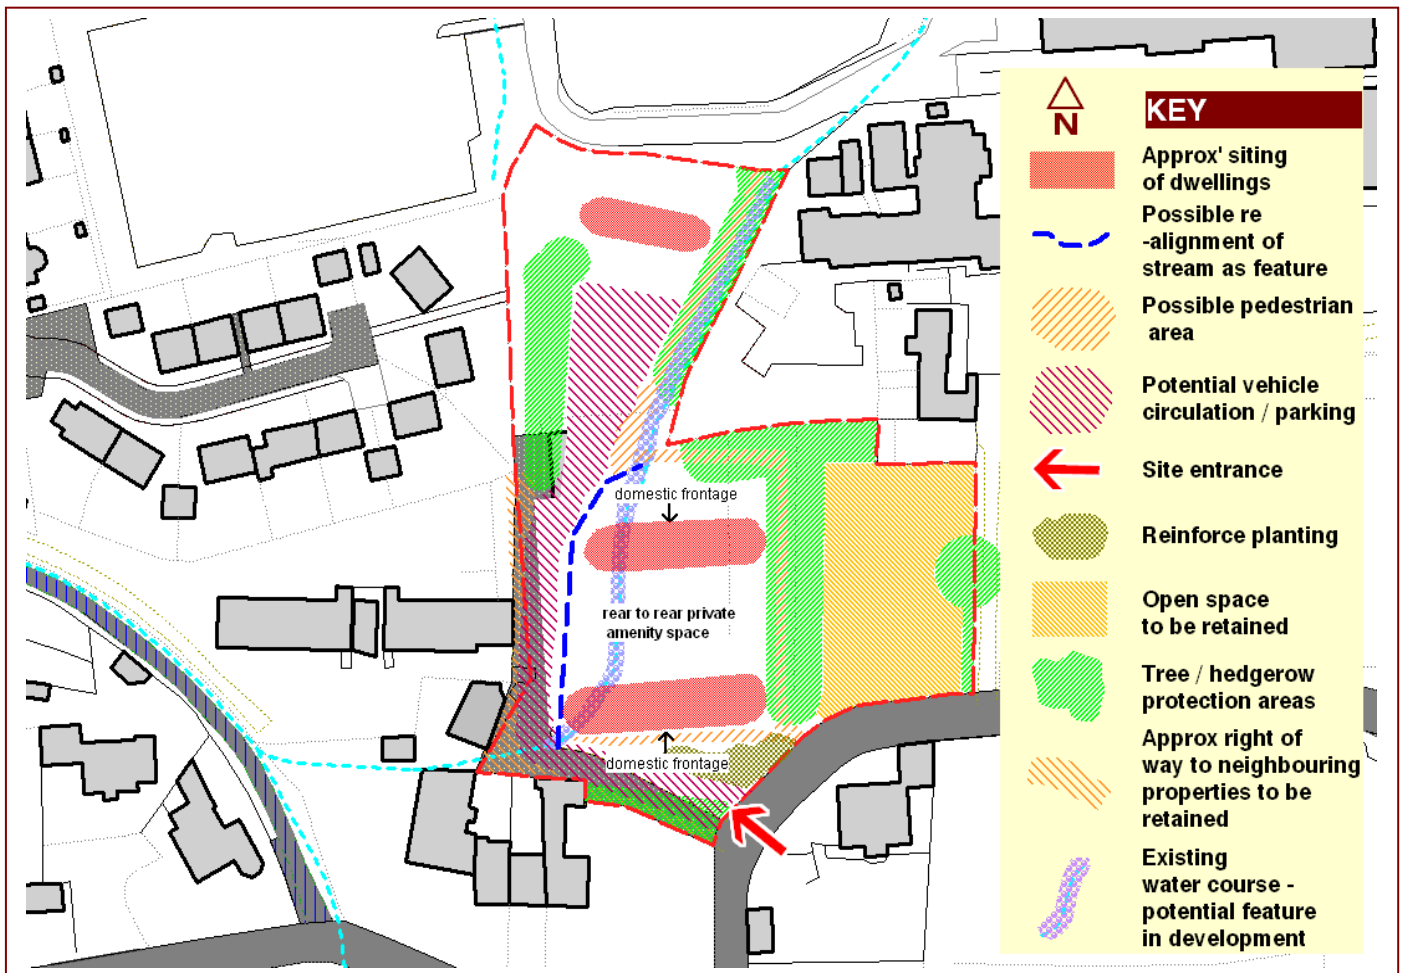 N
KEY
Approx' siting
of dwellings
Possible re
-alignment of
stream as feature
Possible pedestrian
area
Potential vehicle
circulation / parking
Site entrance
Reinforce planting
Open space
to be retained
Tree / hedgerow
protection areas
Approx right of
way to neighbouring
properties to be
retained
Existing
water course -
potential feature
in development
domestic frontage
rear to rear private
amenity space
domestic frontage